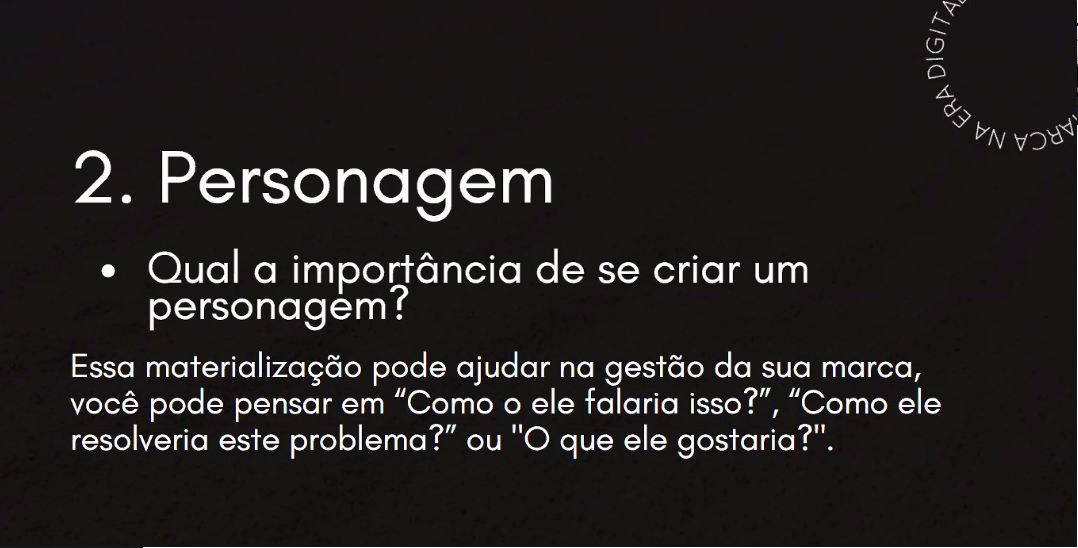 2. Personagem
• Qual a importância de se criar um
personagem?
Essa materialização pode ajudar na gestão da sua marca,
você pode pensar em “Como o ele falaria isso?”, “Como ele
resolveria este problema?” ou "O que ele gostaria?".
MARCA NA ERA DIGITAL